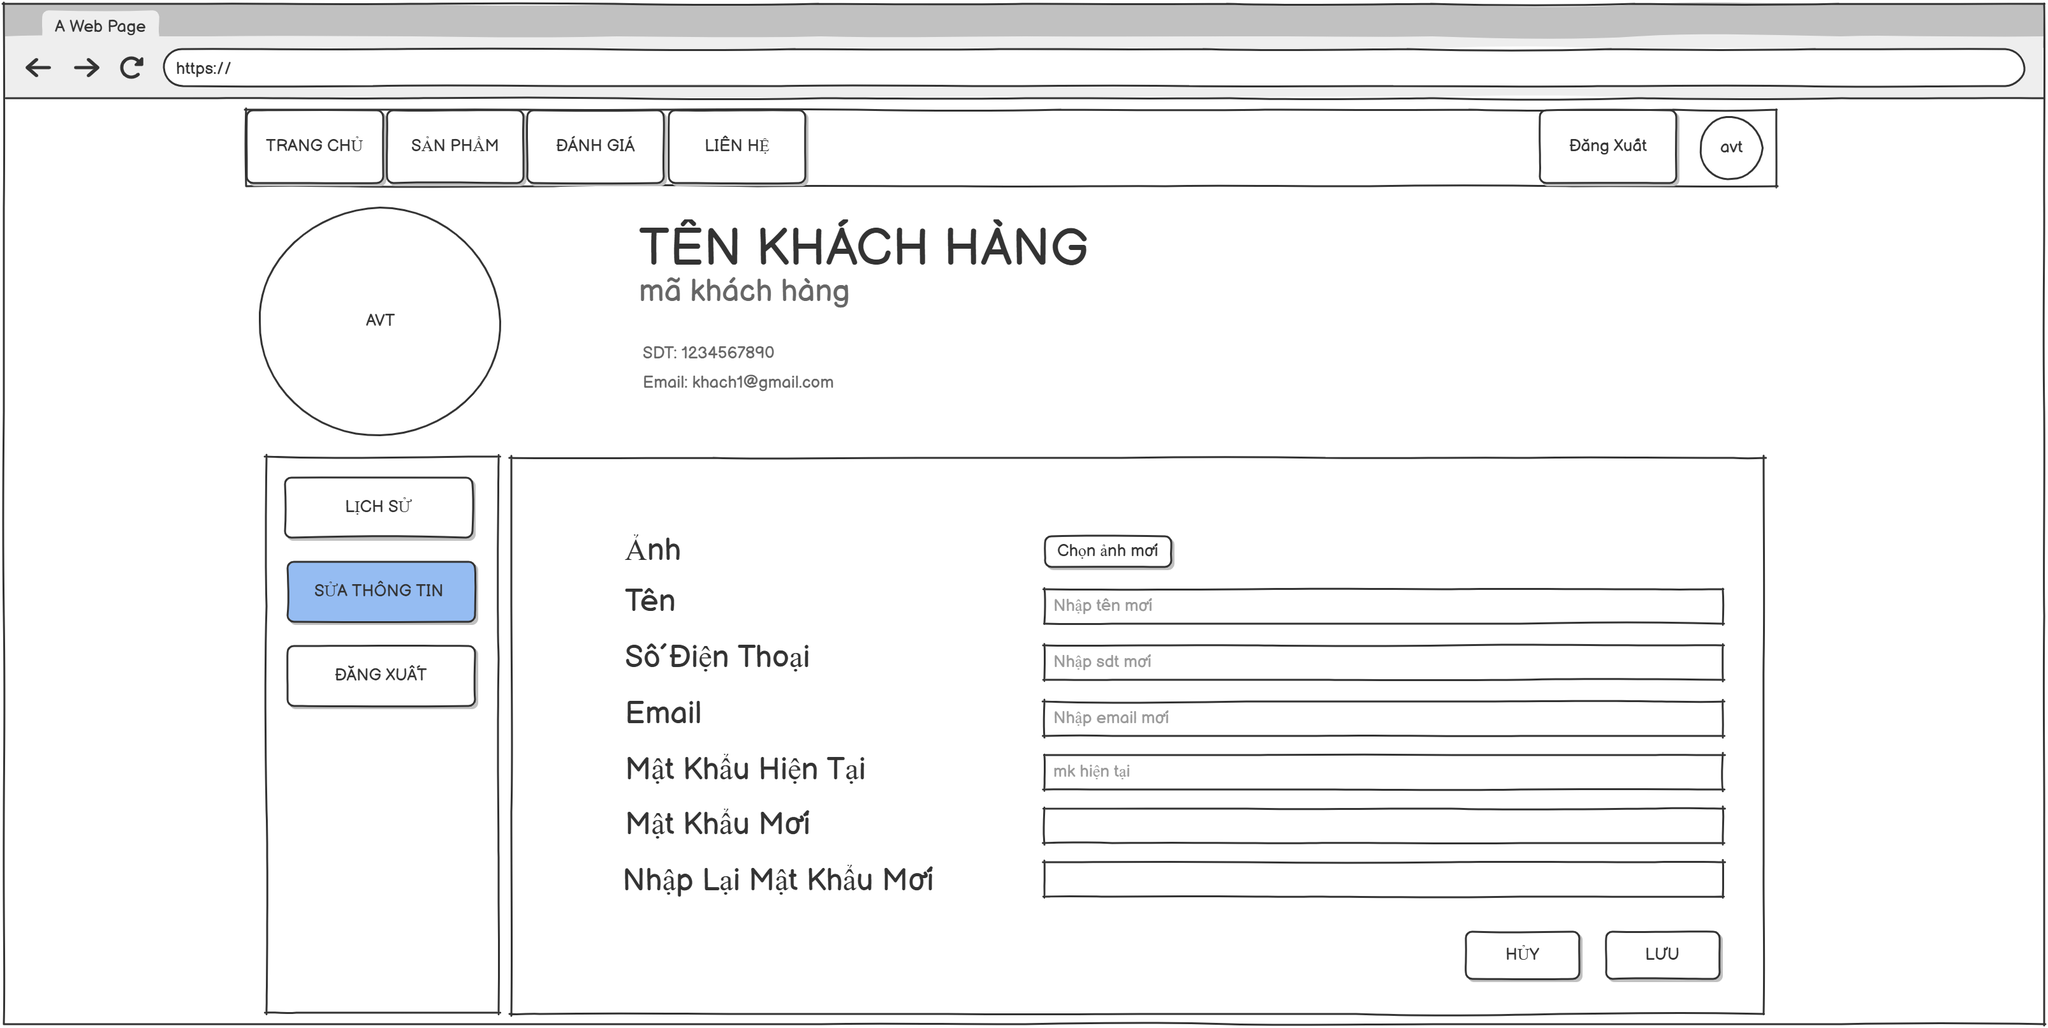 A Web Page
https://
TRANG CHỦ
SẢN PHẨM
ĐÁNH GIÁ
LIÊN HỆ
Đăng Xuất
avt
AVT
TÊN KHÁCH HÀNG
mã khách hàng
SDT: 1234567890
Email: khach1@gmail.com
LỊCH SỬ
SỬA THÔNG TIN
ĐĂNG XUẤT
Ảnh
Chọn ảnh mới
Tên
Nhập tên mới
Số Điện Thoại
Nhập sdt mới
Email
Nhập email mới
Mật Khẩu Hiện Tại
mk hiện tại
Mật Khẩu Mới
Nhập Lại Mật Khẩu Mới
HỦY
LƯU